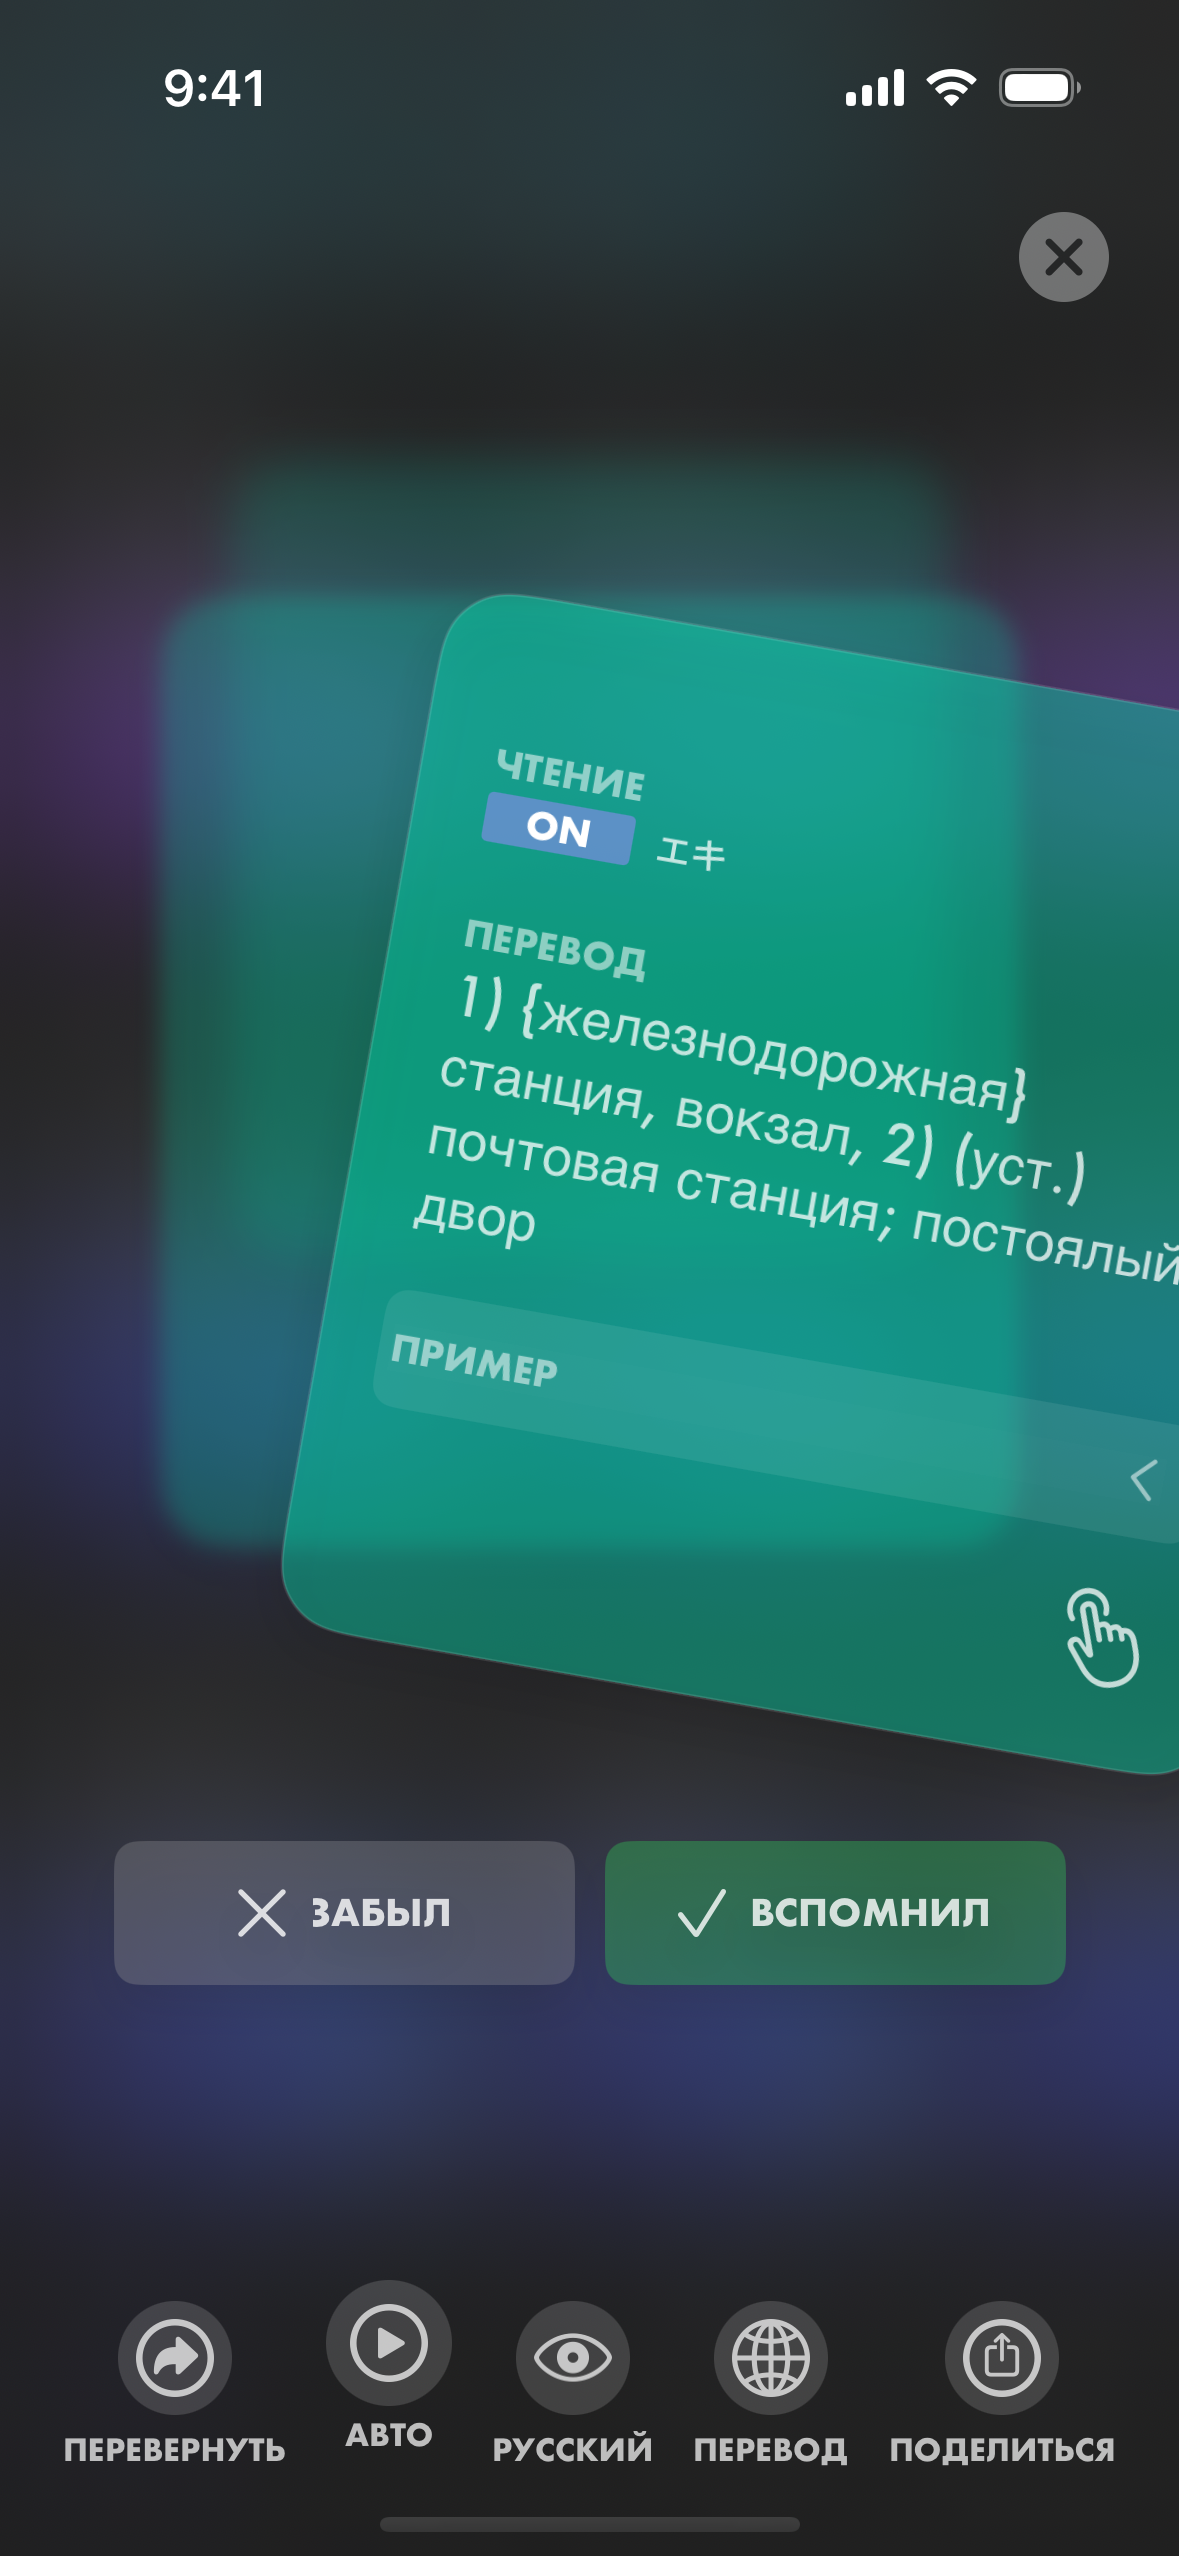 9:41
ЧТЕНИЕ
ON エキ
ПЕРЕВОД
1) {железнодорожная}
станция, вокзал, 2) (уст.)
почтовая станция; постоялый
двор
ПРИМЕР
ЗАБЫЛ
ВСПОМНИЛ
ПЕРЕВЕРНУТЬ
АВТО
РУССКИЙ
ПЕРЕВОД
ПОДЕЛИТЬСЯ